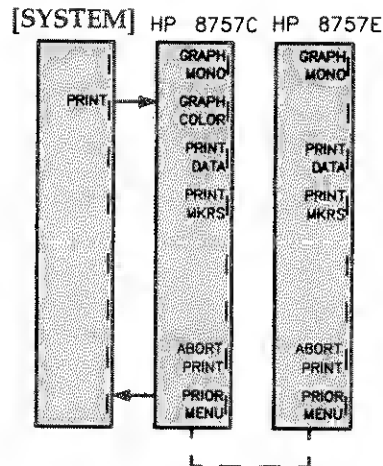 [SYSTEM] HP 8757C HP 8757E
PRINT
GRAPH
MONO
GRAPH
COLOR
PRINT
DATA
PRINT
MKRS
ABORT
PRINT
PRIOR
MENU
GRAPH
MONO
PRINT
DATA
PRINT
MKRS
ABORT
PRINT
PRIOR
MENU